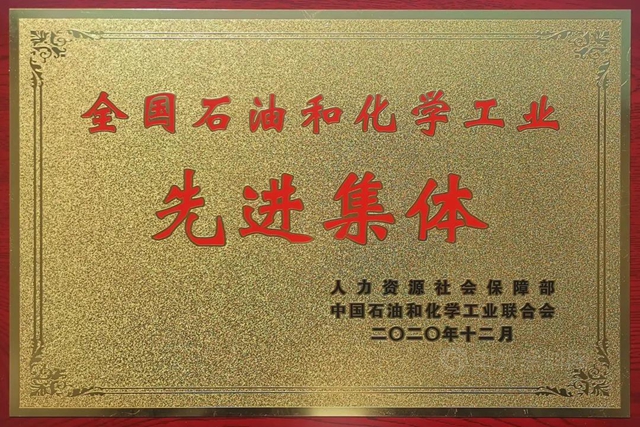 全国石油和化学工业
先进集体
人力资源社会保障部
中国石油和化学工业联合会
二〇二〇年十二月